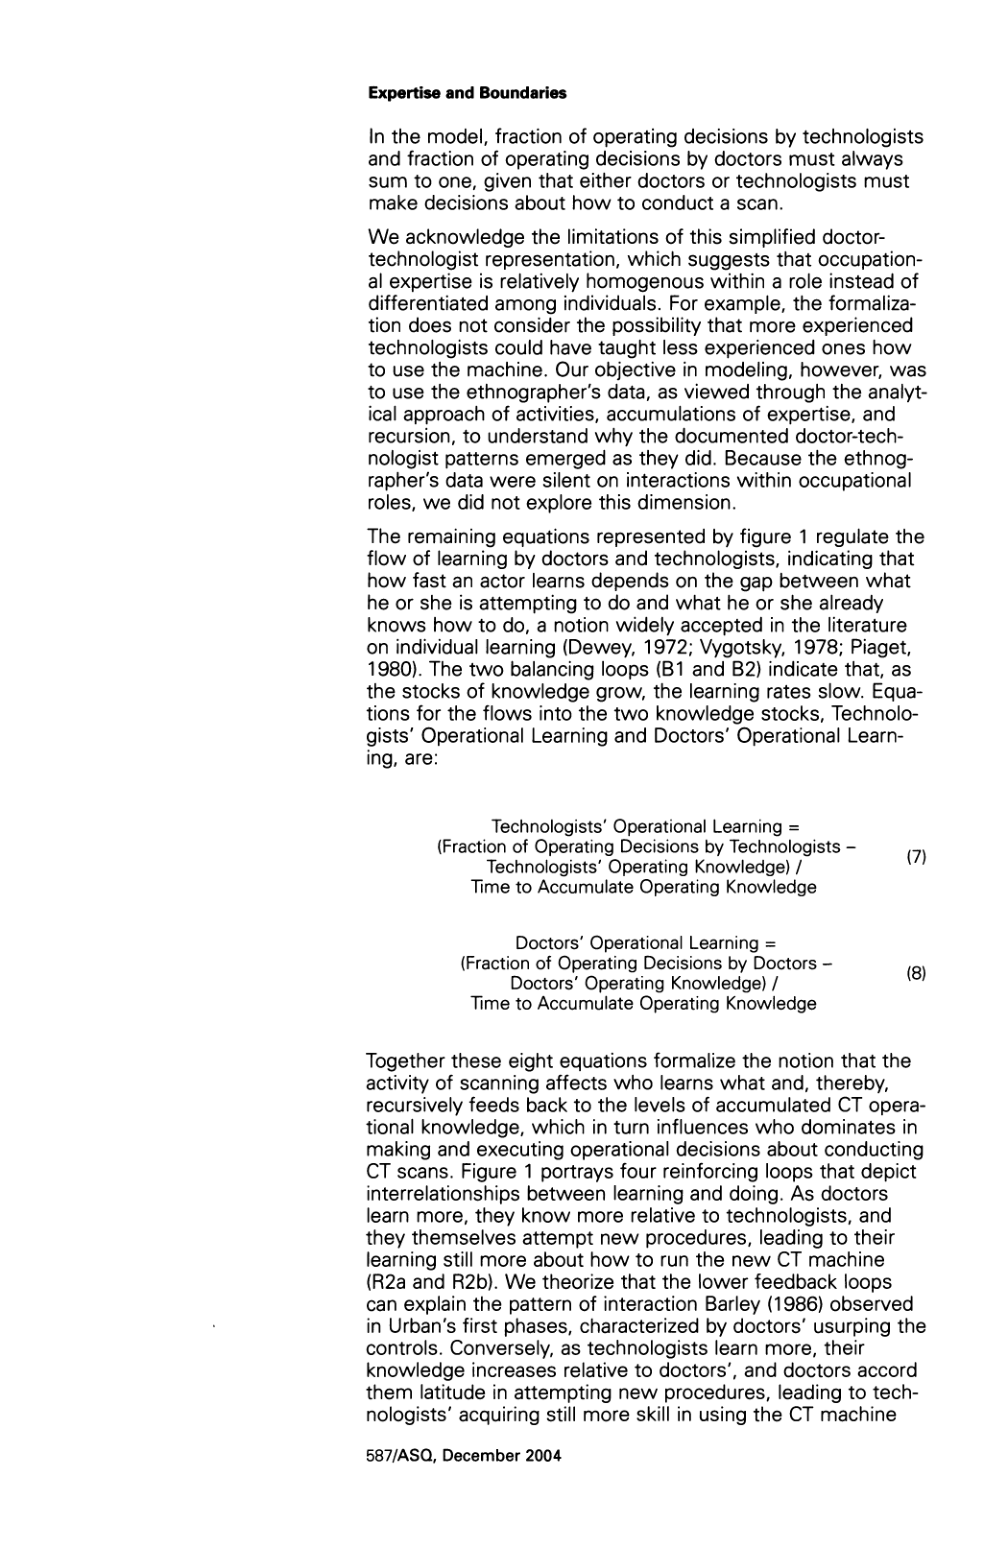 Expertise and Boundaries
In the model, fraction of operating decisions by technologists
and fraction of operating decisions by doctors must always
sum to one, given that either doctors or technologists must
make decisions about how to conduct a scan.
We acknowledge the limitations of this simplified doctor-
technologist representation, which suggests that occupation-
al expertise is relatively homogenous within a role instead of
differentiated among individuals. For example, the formaliza-
tion does not consider the possibility that more experienced
technologists could have taught less experienced ones how
to use the machine. Our objective in modeling, however, was
to use the ethnographer's data, as viewed through the analyt-
ical approach of activities, accumulations of expertise, and
recursion, to understand why the documented doctor-tech-
nologist patterns emerged as they did. Because the ethnog-
rapher's data were silent on interactions within occupational
roles, we did not explore this dimension.
The remaining equations represented by figure 1 regulate the
flow of learning by doctors and technologists, indicating that
how fast an actor learns depends on the gap between what
he or she is attempting to do and what he or she already
knows how to do, a notion widely accepted in the literature
on individual learning (Dewey, 1972; Vygotsky, 1978; Piaget,
1980). The two balancing loops (B1 and B2) indicate that, as
the stocks of knowledge grow, the learning rates slow. Equa-
tions for the flows into the two knowledge stocks, Technolo-
gists' Operational Learning and Doctors' Operational Learn-
ing, are:
Technologists' Operational Learning =
(Fraction of Operating Decisions by Technologists –
Technologists' Operating Knowledge) /
Time to Accumulate Operating Knowledge
(7)
Doctors' Operational Learning =
(Fraction of Operating Decisions by Doctors –
Doctors' Operating Knowledge) /
Time to Accumulate Operating Knowledge
(8)
Together these eight equations formalize the notion that the
activity of scanning affects who learns what and, thereby,
recursively feeds back to the levels of accumulated CT opera-
tional knowledge, which in turn influences who dominates in
making and executing operational decisions about conducting
CT scans. Figure 1 portrays four reinforcing loops that depict
interrelationships between learning and doing. As doctors
learn more, they know more relative to technologists, and
they themselves attempt new procedures, leading to their
learning still more about how to run the new CT machine
(R2a and R2b). We theorize that the lower feedback loops
can explain the pattern of interaction Barley (1986) observed
in Urban's first phases, characterized by doctors' usurping the
controls. Conversely, as technologists learn more, their
knowledge increases relative to doctors', and doctors accord
them latitude in attempting new procedures, leading to tech-
nologists' acquiring still more skill in using the CT machine
587/ASQ, December 2004